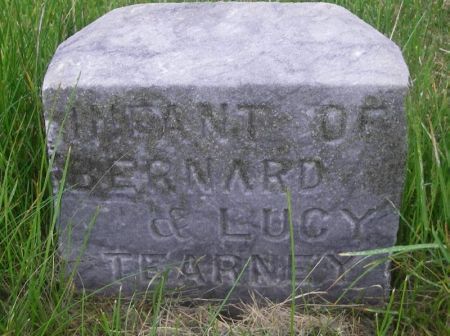 INFANT OF
BERNARD
& LUCY
TEARNEY